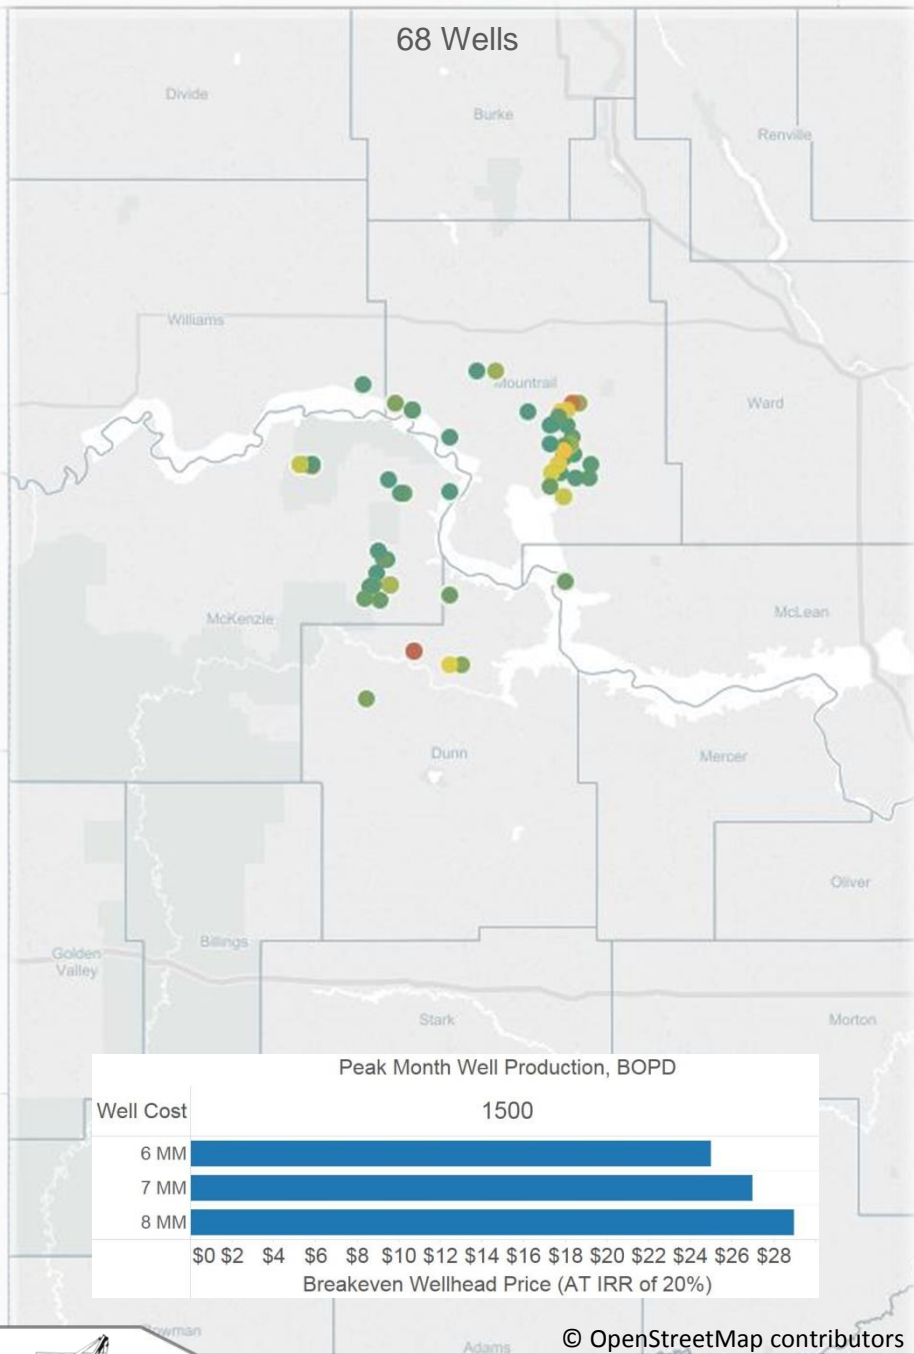 68 Wells
Divide
Burke
Renville
Williams
Mountrail
Ward
McKenzie
McLean
Dunn
Mercer
Oliver
Billings
Golden
Valley
Stark
Morton
Peak Month Well Production, BOPD
Well Cost 1500
6 MM
7 MM
8 MM
$0 $2 $4 $6 $8 $10 $12 $14 $16 $18 $20 $22 $24 $26 $28
Breakeven Wellhead Price (AT IRR of 20%)
Adams
© OpenStreetMap contributors